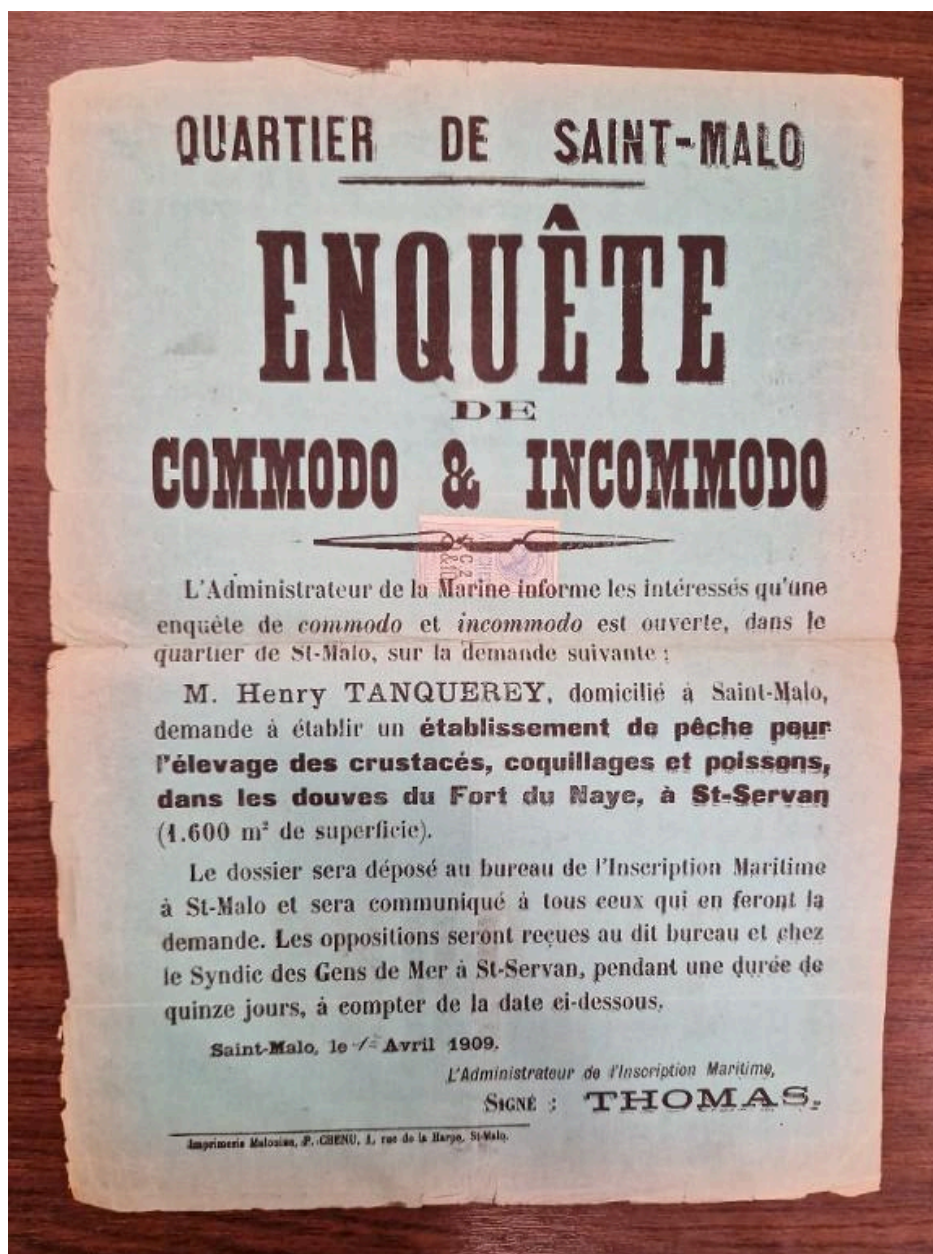 QUARTIER DE SAINT-MALO
ENQUÊTE
DE
COMMODO & INCOMMODO
L'Administrateur de la Marine informe les intéressés qu'une
enquête de commodo et incommodo est ouverte, dans le
quartier de St-Malo, sur la demande suivante :
M. Henry TANQUEREY, domicilié à Saint-Malo,
demande à établir un établissement de pêche pour
l'élevage des crustacés, coquillages et poissons,
dans les douves du Fort du Naye, à St-Servan
(1.600 m² de superficie).
Le dossier sera déposé au bureau de l'Inscription Maritime
à St-Malo et sera communiqué à tous ceux qui en feront la
demande. Les oppositions seront reçues au dit bureau et chez
le Syndic des Gens de Mer à St-Servan, pendant une durée de
quinze jours, à compter de la date ci-dessous.
Saint-Malo, le Avril 1909.
L'Administrateur de l'Inscription Maritime,
SIGNÉ : THOMAS.
Imprimerie Malouine, P. CHENU, 1, rue de la Harpe, St-Malo.